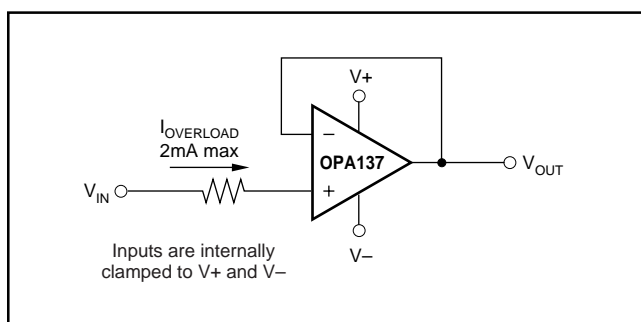 V+
I_OVERLOAD
2mA max
–
OPA137
V_OUT
V_IN
+
Inputs are internally
clamped to V+ and V–
V–